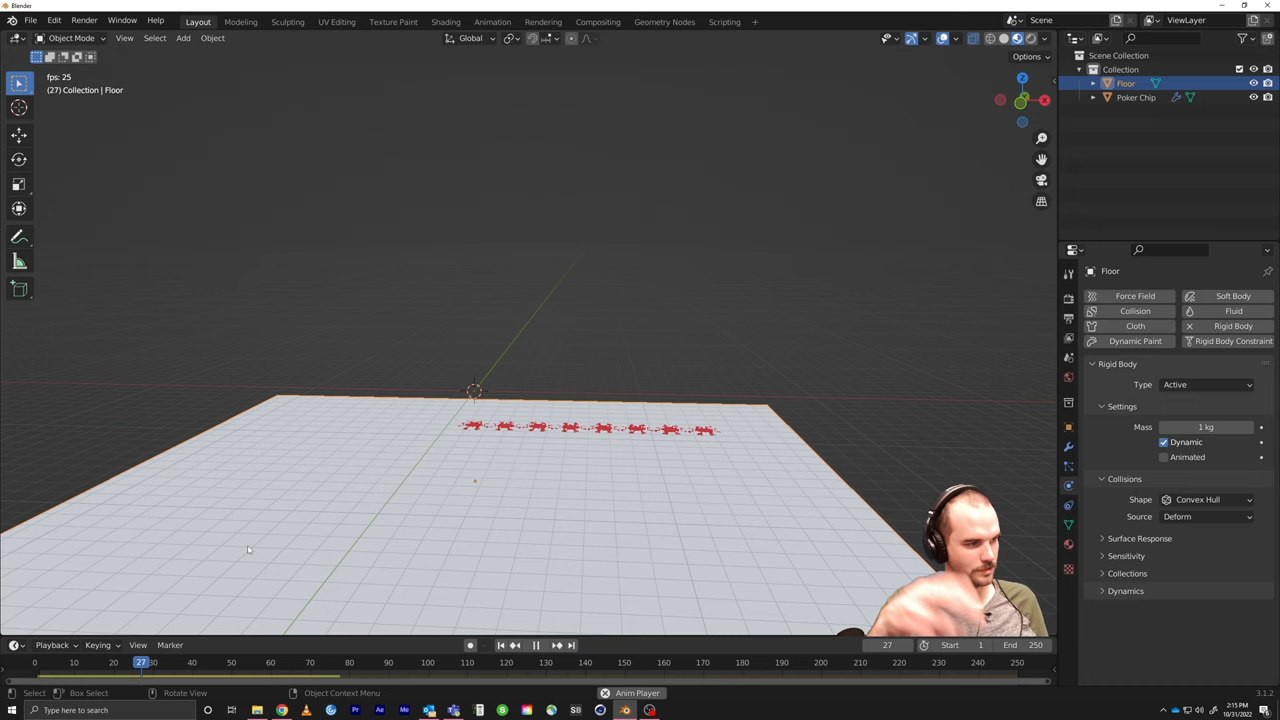 Blender
File Edit Render Window Help
Layout Modeling Sculpting UV Editing Texture Paint Shading Animation Rendering Compositing Geometry Nodes Scripting +
Scene ViewLayer
Object Mode View Select Add Object Global
Options
fps: 25
(27) Collection | Floor
X
Scene Collection
Collection
Floor
Poker Chip
Floor
Force Field Soft Body
Collision Fluid
Cloth Rigid Body
Dynamic Paint Rigid Body Constraint
Rigid Body
Type Active
Settings
Mass 1 kg
Dynamic
Animated
Collisions
Shape Convex Hull
Source Deform
Surface Response
Sensitivity
Collections
Dynamics
Playback Keying View Marker 27 Start 1 End 250
0 10 20 27 30 40 50 60 70 80 90 100 110 120 130 140 150 160 170 180 190 200 210 220 230 240 250
Select Box Select Rotate View Object Context Menu Anim Player 3.1.2
Type here to search
2:15 PM
10/31/2022